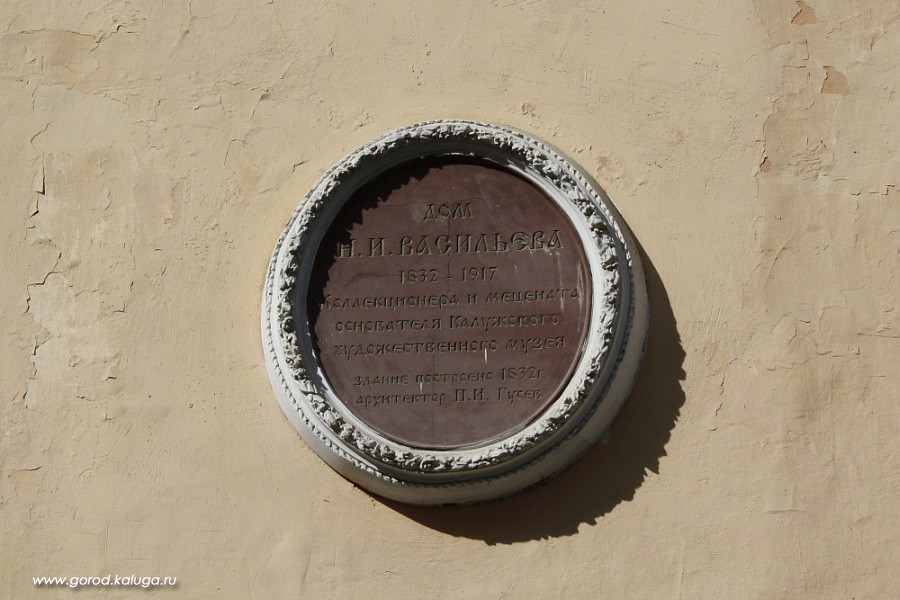 ДОМ
Н. И. ВАСИЛЬЕВА
1832 – 1917
Коллекционера и мецената
основателя Калужского
художественного музея
здание построено 1832г
архитектор П.И. Гусев
www.gorod.kaluga.ru